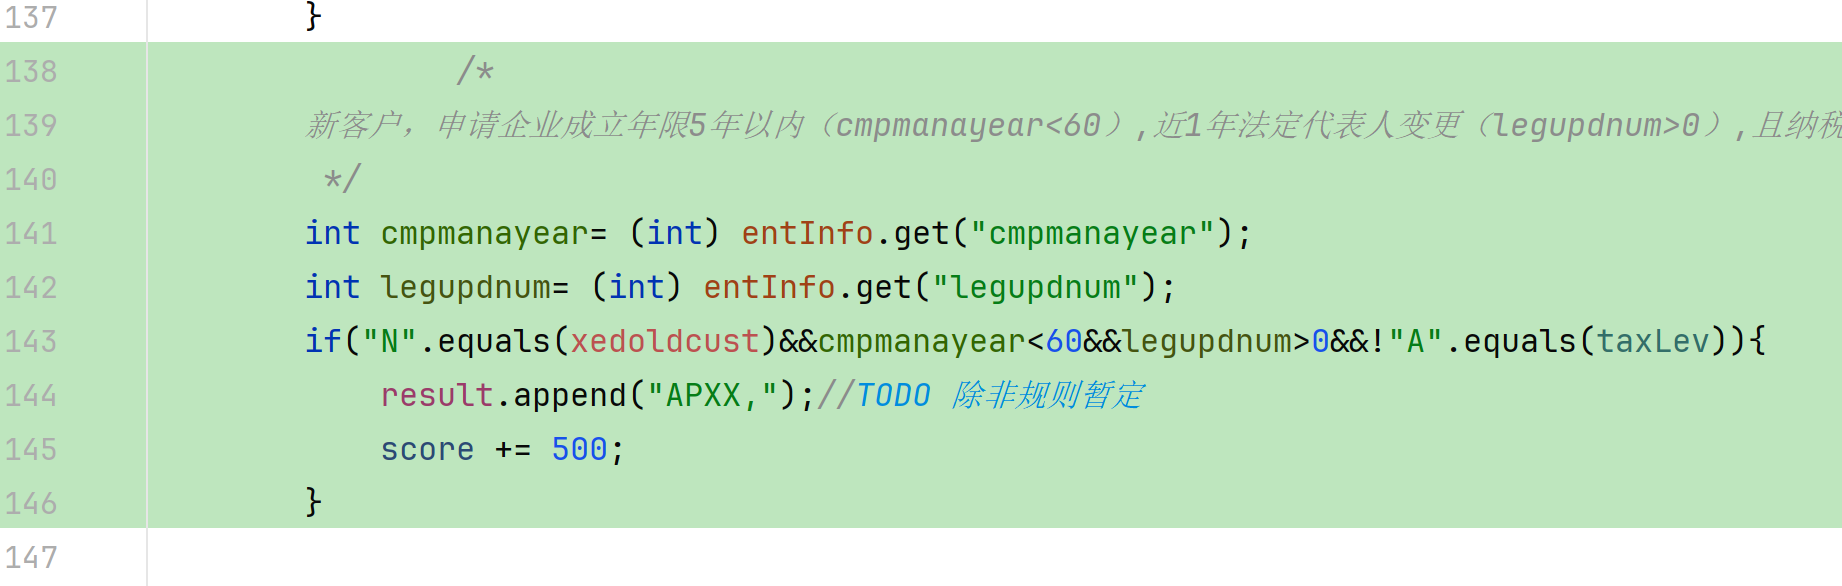 137 }
138 /*
139 新客户，申请企业成立年限5年以内（cmpmanayear<60）,近1年法定代表人变更（legupdnum>0）,且纳税
140 */
141 int cmpmanayear= (int) entInfo.get("cmpmanayear");
142 int legupdnum= (int) entInfo.get("legupdnum");
143 if("N".equals(xedoldcust)&&cmpmanayear<60&&legupdnum>0&&!"A".equals(taxLev)){
144 result.append("APXX,");//TODO 除非规则暂定
145 score += 500;
146 }
147